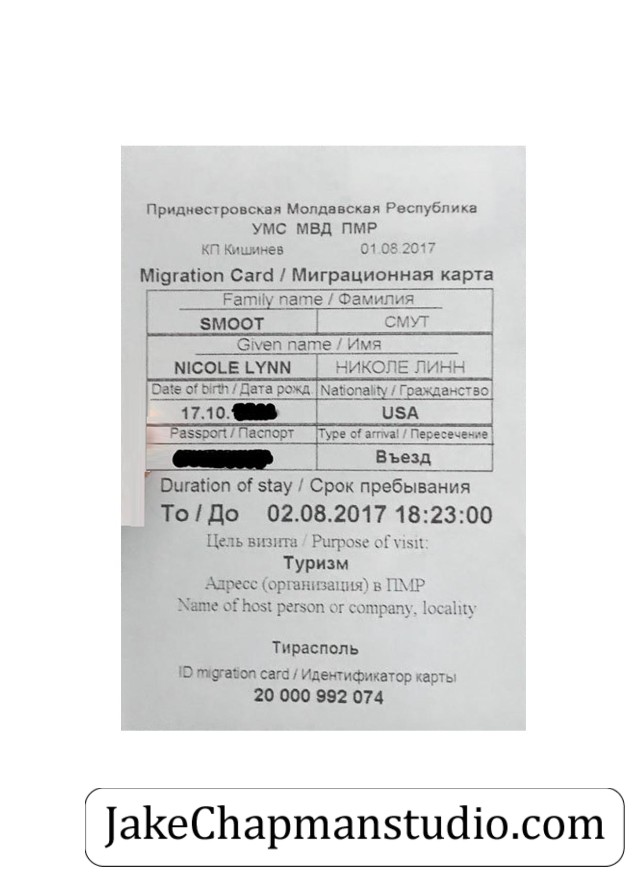 Приднестровская Молдавская Республика
УМС МВД ПМР
КП Кишинев 01.08.2017
Migration Card / Миграционная карта
Family name / Фамилия
SMOOT СМУТ
Given name / Имя
NICOLE LYNN НИКОЛЕ ЛИНН
Date of birth / Дата рожд. Nationality / Гражданство
17.10. USA
Passport / Паспорт Type of arrival / Пересечение
Въезд
Duration of stay / Срок пребывания
To / До 02.08.2017 18:23:00
Цель визита / Purpose of visit:
Туризм
Адресс (организация) в ПМР
Name of host person or company, locality
Тирасполь
ID migration card / Идентификатор карты
20 000 992 074
JakeChapmanstudio.com